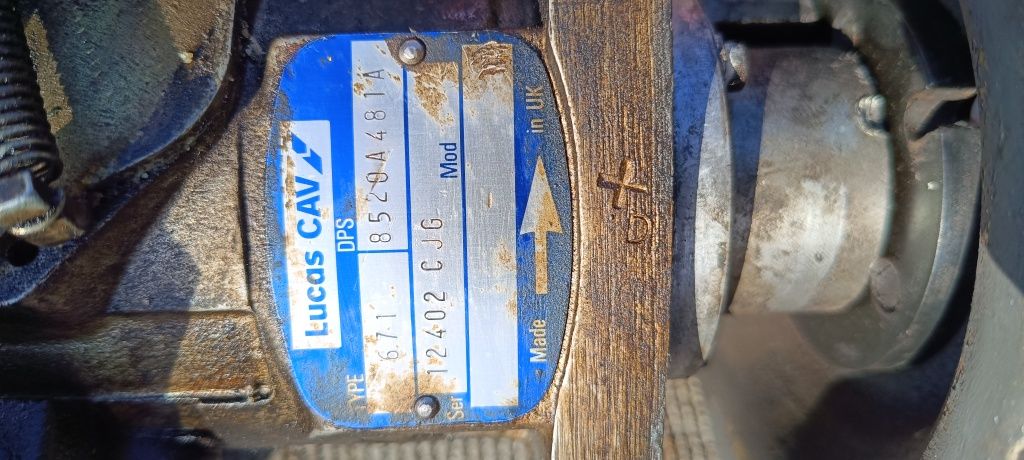 Lucas CAV
TYPE DPS
671 8520A481A
12402 CJG
Ser Mod
Made in UK